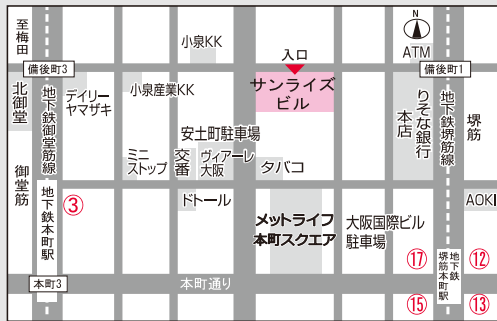 至梅田
小泉KK
入口
N
ATM
備後町3
備後町1
北御堂
地下鉄御堂筋線
デイリー
ヤマザキ
小泉産業KK
サンライズ
ビル
りそな銀行
本店
地下鉄堺筋線
堺筋
安土町駐車場
ミニ
ストップ
交番
ヴィアーレ
大阪
タバコ
御堂筋
地下鉄本町駅
③
ドトール
メットライフ
本町スクエア
大阪国際ビル
駐車場
AOKI
⑰
地下鉄
堺筋本町駅
⑫
本町3
本町通り
⑮
⑬